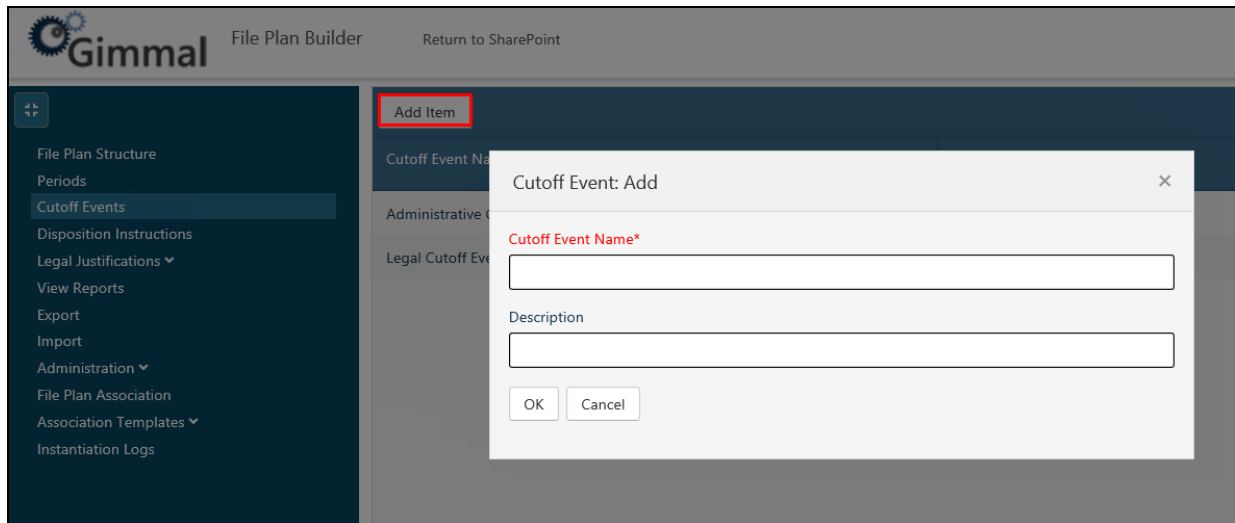 Gimmal
File Plan Builder
Return to SharePoint
Add Item
File Plan Structure
Periods
Cutoff Events
Disposition Instructions
Legal Justifications
View Reports
Export
Import
Administration
File Plan Association
Association Templates
Instantiation Logs
Cutoff Event Na
Administrative
Legal Cutoff Eve
Cutoff Event: Add
×
Cutoff Event Name*
Description
OK
Cancel